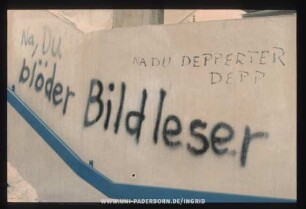 Na, DU
blöder Bildleser
NA DU DEPPERTER
DEPP
WWW.UNI-PADERBORN.DE/INGRID